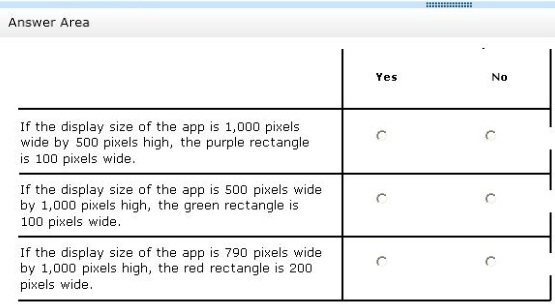 Answer Area
Yes No
If the display size of the app is 1,000 pixels
wide by 500 pixels high, the purple rectangle
is 100 pixels wide.
If the display size of the app is 500 pixels wide
by 1,000 pixels high, the green rectangle is
100 pixels wide.
If the display size of the app is 790 pixels wide
by 1,000 pixels high, the red rectangle is 200
pixels wide.